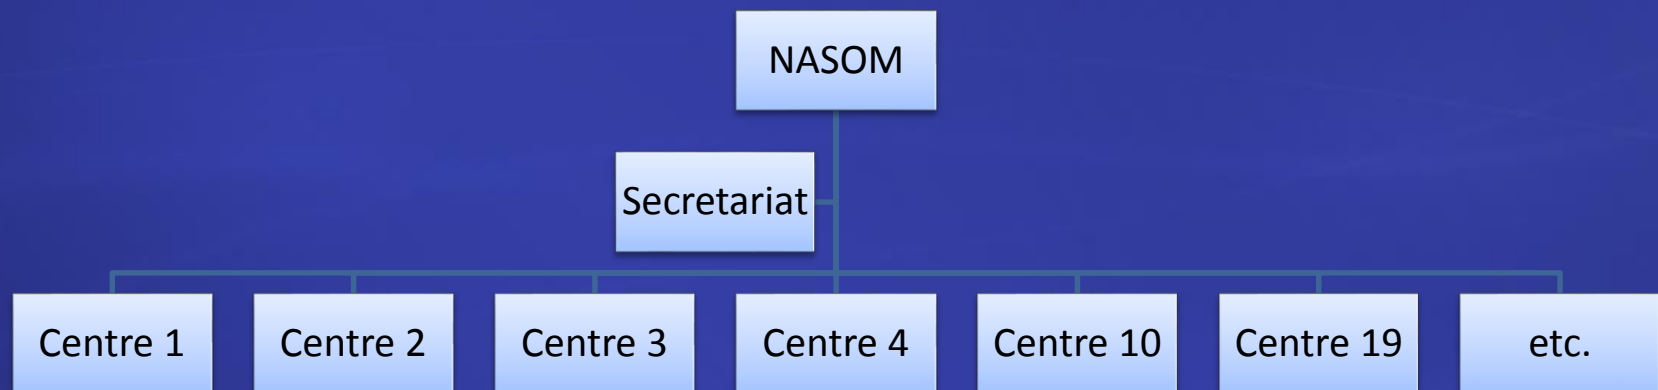 NASOM
Secretariat
Centre 1
Centre 2
Centre 3
Centre 4
Centre 10
Centre 19
etc.